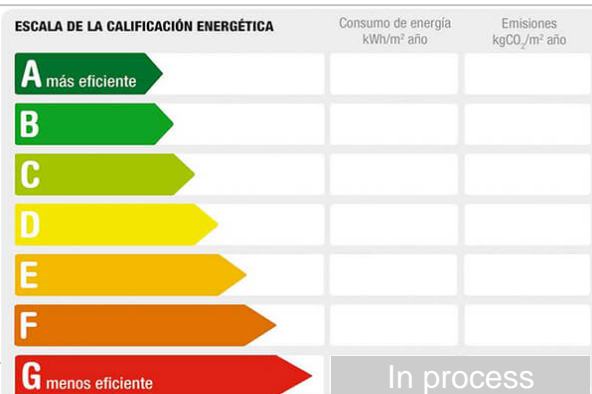 ESCALA DE LA CALIFICACIÓN ENERGÉTICA
Consumo de energía
kWh/m² año
Emisiones
kgCO₂/m² año
A más eficiente
B
C
D
E
F
G menos eficiente
In process